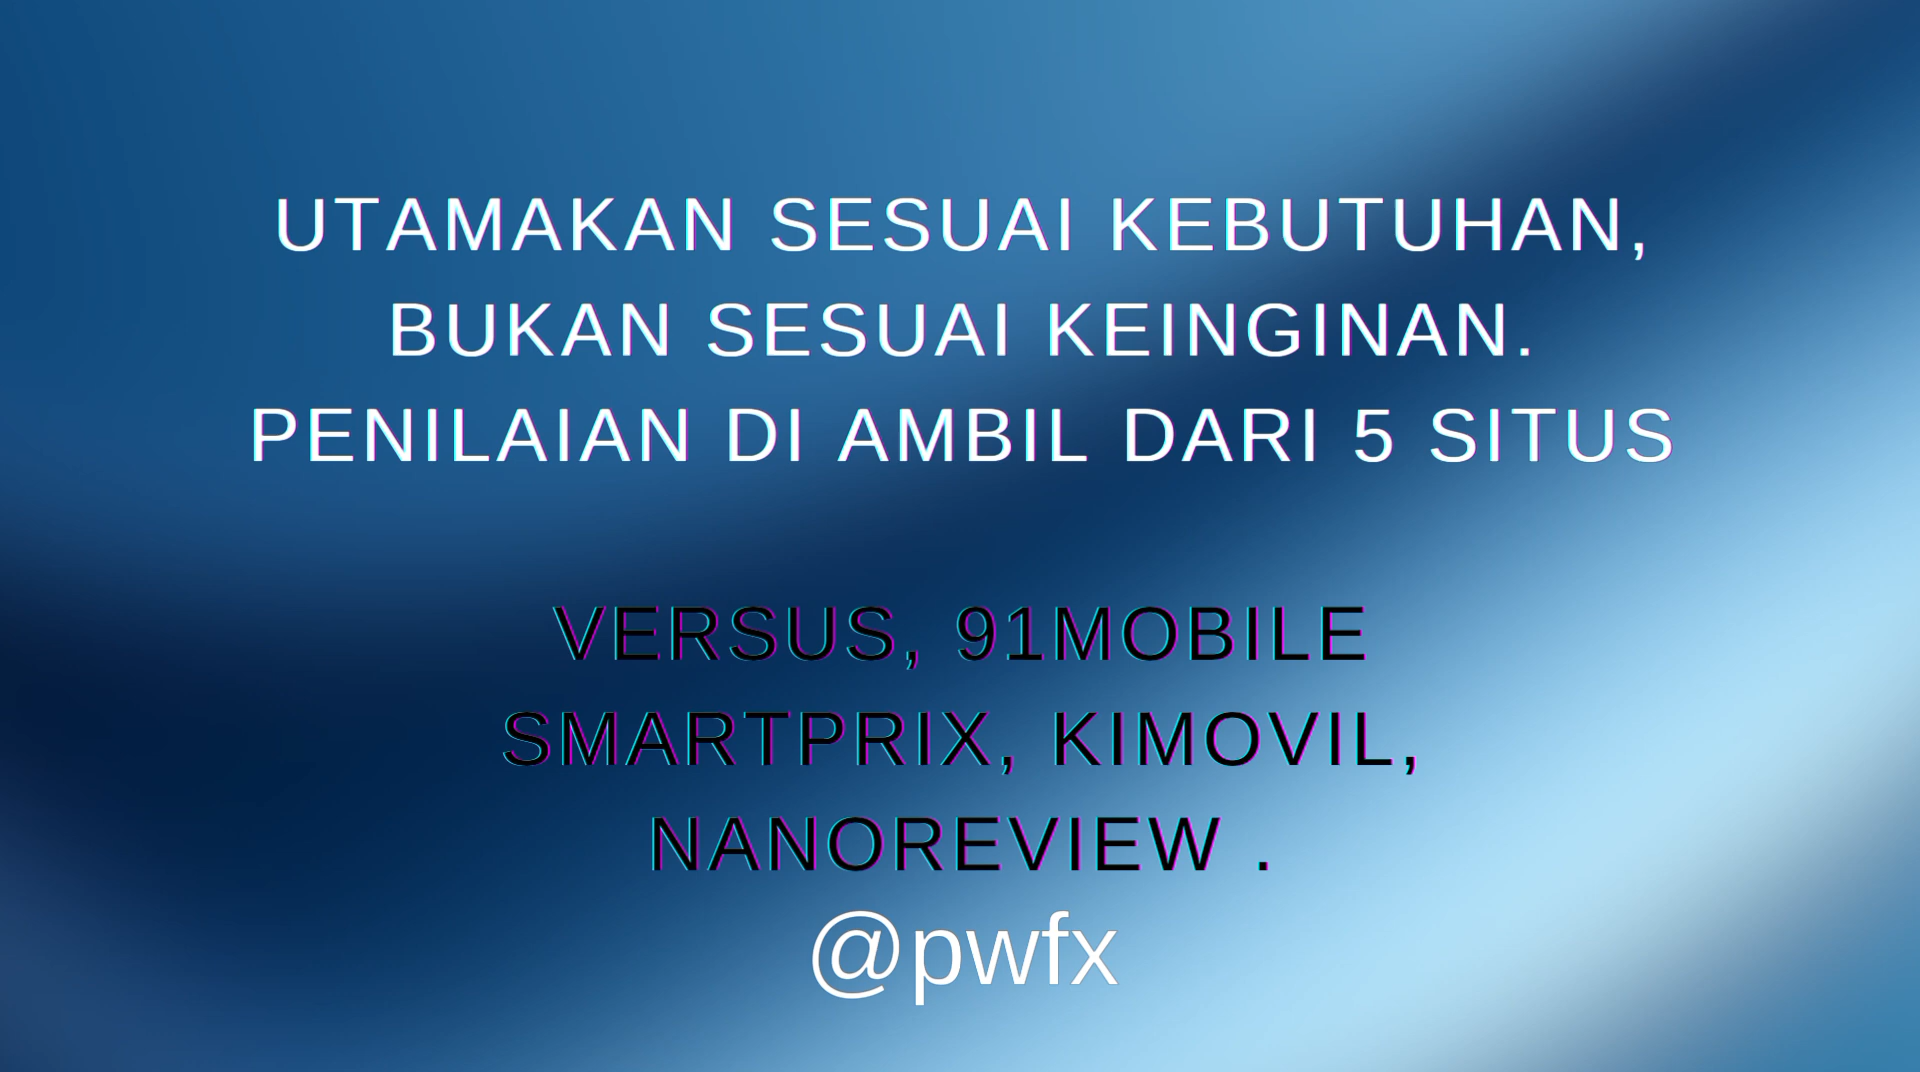 UTAMAKAN SESUAI KEBUTUHAN,
BUKAN SESUAI KEINGINAN.
PENILAIAN DI AMBIL DARI 5 SITUS
VERSUS, 91MOBILE
SMARTPRIX, KIMOVIL,
NANOREVIEW .
@pwfx